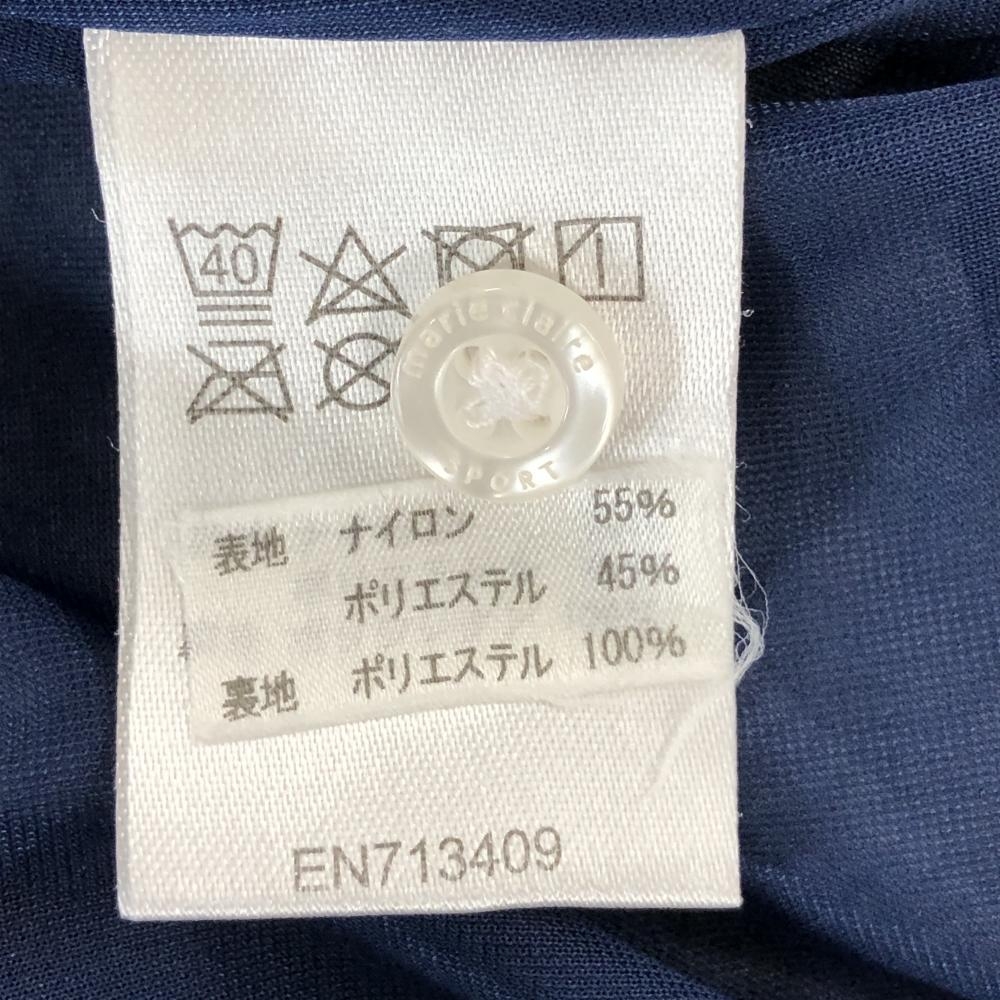 40
marie claire
SPORT
表地 ナイロン 55%
ポリエステル 45%
裏地 ポリエステル 100%
EN713409